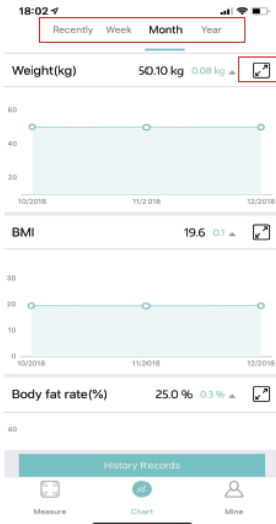 18:02
Recently Week Month Year
Weight(kg) 50.10 kg 0.08 kg
60
40
20
10/2018 11/2018 12/2018
BMI 19.6 0.1
30
20
10
0
10/2018 11/2018 12/2018
Body fat rate(%) 25.0 % 0.3 %
40
History Records
Measure Chart Mine